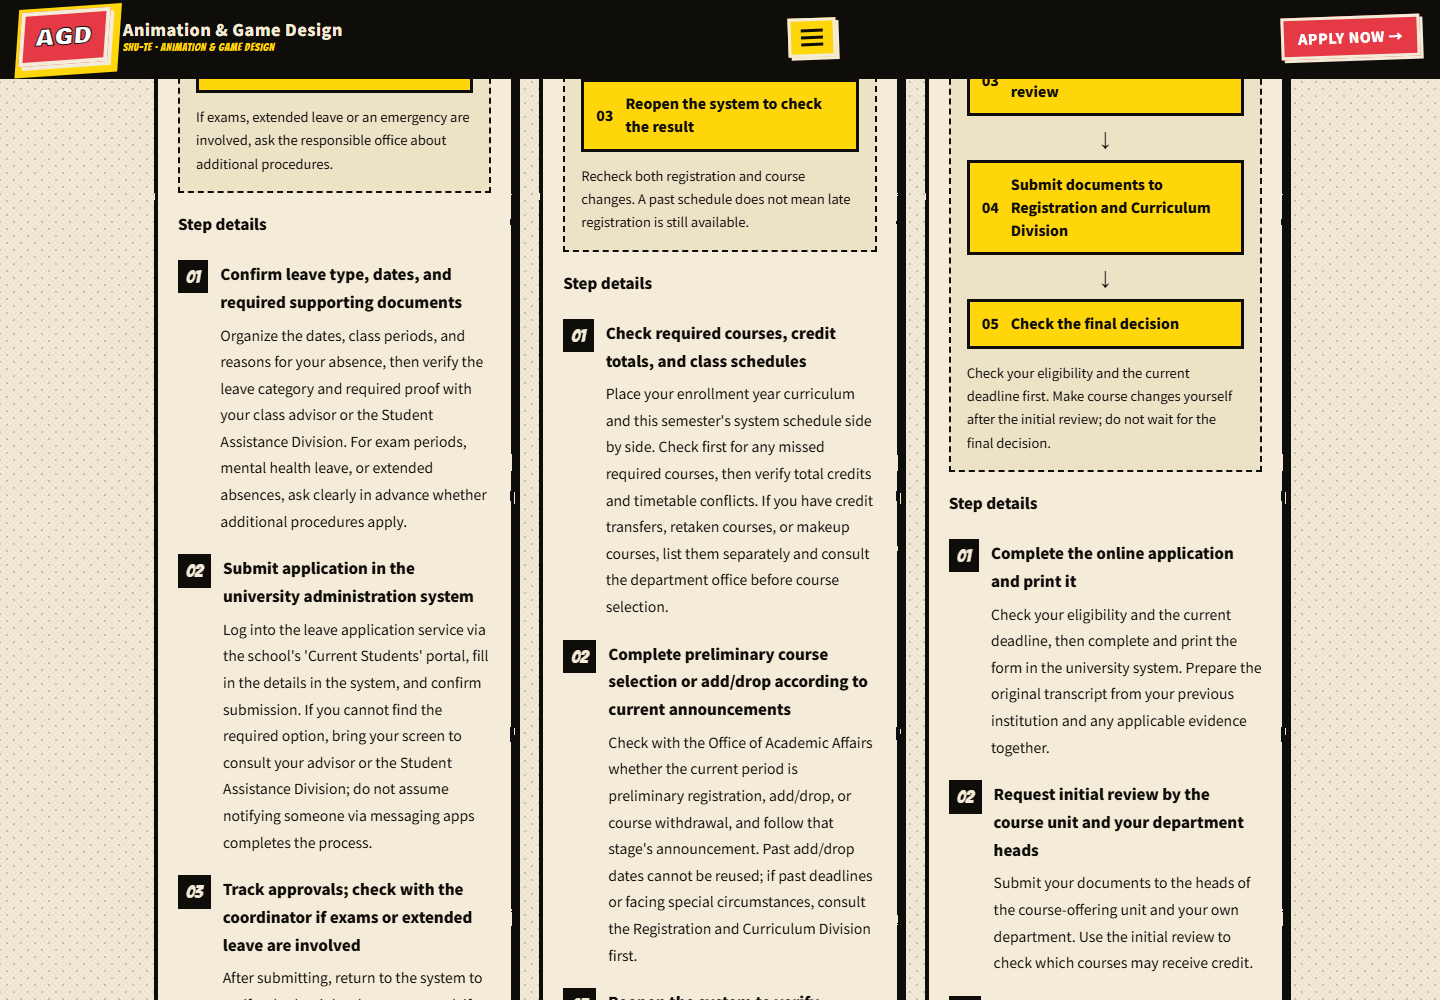 AGD
Animation & Game Design
SHU-TE · ANIMATION & GAME DESIGN
APPLY NOW →
If exams, extended leave or an emergency are
involved, ask the responsible office about
additional procedures.
Step details
01 Confirm leave type, dates, and
required supporting documents
Organize the dates, class periods, and
reasons for your absence, then verify the
leave category and required proof with
your class advisor or the Student
Assistance Division. For exam periods,
mental health leave, or extended
absences, ask clearly in advance whether
additional procedures apply.
02 Submit application in the
university administration system
Log into the leave application service via
the school's 'Current Students' portal, fill
in the details in the system, and confirm
submission. If you cannot find the
required option, bring your screen to
consult your advisor or the Student
Assistance Division; do not assume
notifying someone via messaging apps
completes the process.
03 Track approvals; check with the
coordinator if exams or extended
leave are involved
After submitting, return to the system to
03 Reopen the system to check
the result
Recheck both registration and course
changes. A past schedule does not mean late
registration is still available.
Step details
01 Check required courses, credit
totals, and class schedules
Place your enrollment year curriculum
and this semester's system schedule side
by side. Check first for any missed
required courses, then verify total credits
and timetable conflicts. If you have credit
transfers, retaken courses, or makeup
courses, list them separately and consult
the department office before course
selection.
02 Complete preliminary course
selection or add/drop according to
current announcements
Check with the Office of Academic Affairs
whether the current period is
preliminary registration, add/drop, or
course withdrawal, and follow that
stage's announcement. Past add/drop
dates cannot be reused; if past deadlines
or facing special circumstances, consult
the Registration and Curriculum Division
first.
03 Reopen the system to verify
03 review
↓
04 Submit documents to
Registration and Curriculum
Division
↓
05 Check the final decision
Check your eligibility and the current
deadline first. Make course changes yourself
after the initial review; do not wait for the
final decision.
Step details
01 Complete the online application
and print it
Check your eligibility and the current
deadline, then complete and print the
form in the university system. Prepare the
original transcript from your previous
institution and any applicable evidence
together.
02 Request initial review by the
course unit and your department
heads
Submit your documents to the heads of
the course-offering unit and your own
department. Use the initial review to
check which courses may receive credit.